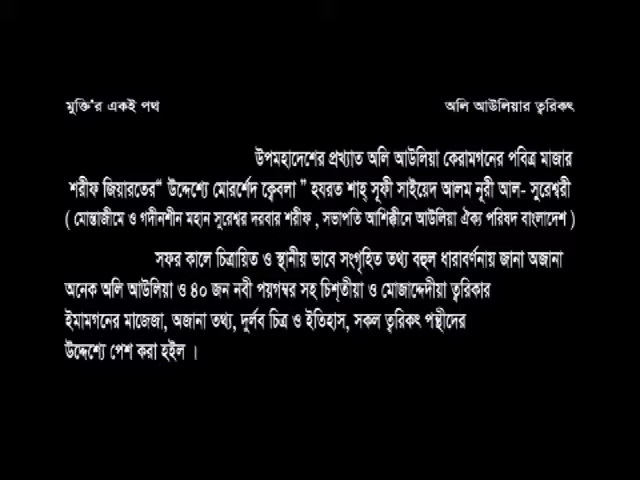 মুক্তি'র একই পথ
অলি আউলিয়ার ত্বরিকৎ
উপমহাদেশের প্রখ্যাত অলি আউলিয়া কেরামগনের পবিত্র মাজার
শরীফ জিয়ারতের“ উদ্দেশ্যে মোরর্শেদ ক্বেবলা ” হযরত শাহ্ সূফী সাইয়েদ আলম নূরী আল- সুরেশ্বরী
( মোন্তাজীমে ও গদীনশীন মহান সুরেশ্বর দরবার শরীফ , সভাপতি আশিক্কীনে আউলিয়া ঐক্য পরিষদ বাংলাদেশ )
সফর কালে চিত্রায়িত ও স্থানীয় ভাবে সংগৃহিত তথ্য বহুল ধারাবর্ণনায় জানা অজানা
অনেক অলি আউলিয়া ও ৪০ জন নবী পয়গম্বর সহ চিশ্‌তীয়া ও মোজাদ্দেদীয়া ত্বরিকার
ইমামগনের মাজেজা, অজানা তথ্য, দুর্লব চিত্র ও ইতিহাস, সকল ত্বরিকৎ পন্থীদের
উদ্দেশ্যে পেশ করা হইল ।